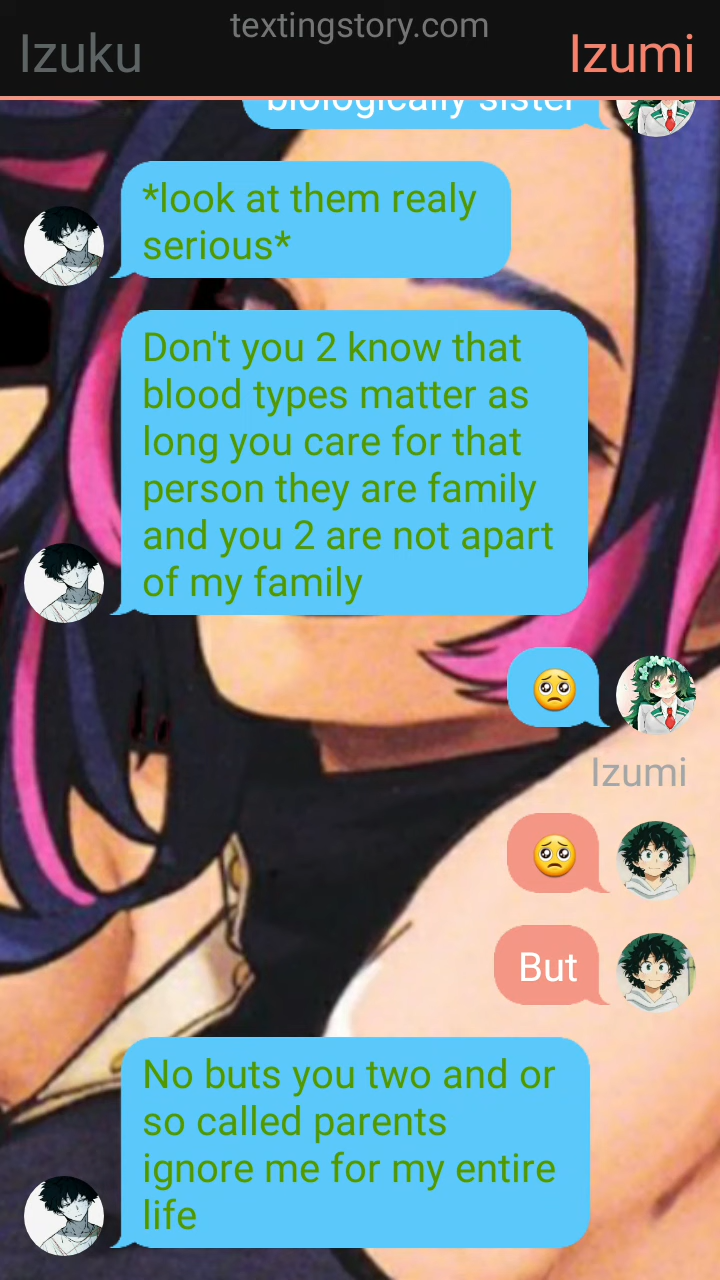 textingstory.com
Izuku
Izumi
biologically sister
*look at them realy
serious*
Don't you 2 know that
blood types matter as
long you care for that
person they are family
and you 2 are not apart
of my family
🥺
Izumi
🥺
But
No buts you two and or
so called parents
ignore me for my entire
life